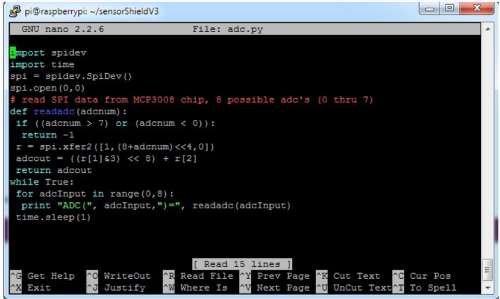 pi@raspberrypi: ~/sensorShieldV3
GNU nano 2.2.6 File: adc.py
import spidev
import time
spi = spidev.SpiDev()
spi.open(0,0)
# read SPI data from MCP3008 chip, 8 possible adc's (0 thru 7)
def readadc(adcnum):
if ((adcnum > 7) or (adcnum < 0)):
return -1
r = spi.xfer2([1,(8+adcnum)<<4,0])
adcout = ((r[1]&3) << 8) + r[2]
return adcout
while True:
for adcInput in range(0,8):
print "ADC(", adcInput,")=", readadc(adcInput)
time.sleep(1)
[ Read 15 lines ]
^G Get Help ^O WriteOut ^R Read File ^Y Prev Page ^K Cut Text ^C Cur Pos
^X Exit ^J Justify ^W Where Is ^V Next Page ^U UnCut Text ^T To Spell